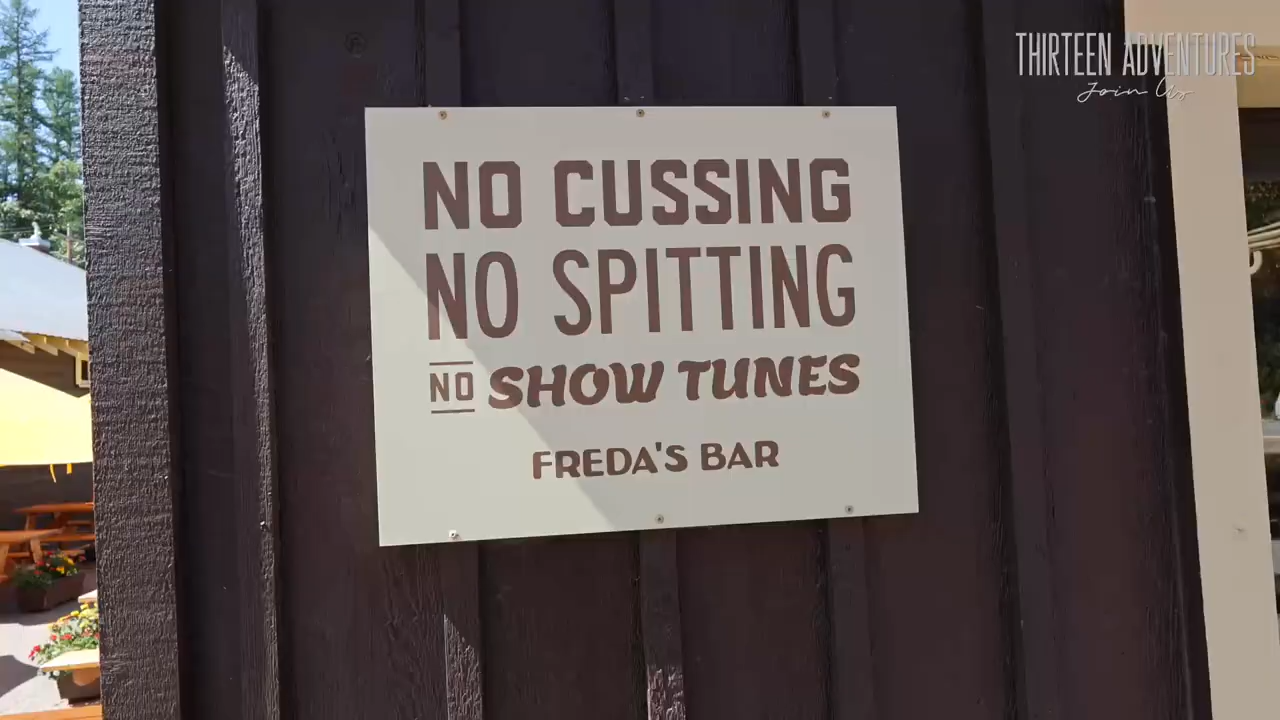 THIRTEEN ADVENTURES
Join Us
NO CUSSING
NO SPITTING
NO SHOW TUNES
FREDA'S BAR